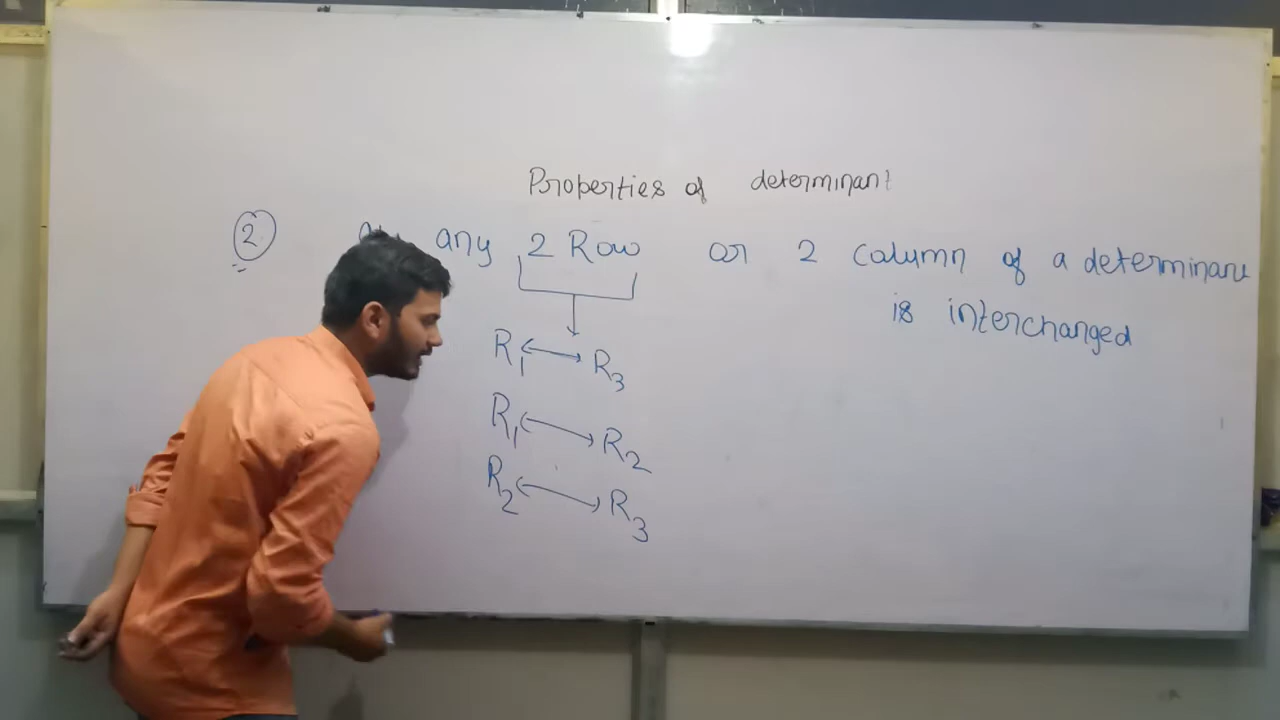 Properties of determinant
2 any 2 Row or 2 column of a determinant
is interchanged
R1 ↔ R3
R1 ↔ R2
R2 ↔ R3